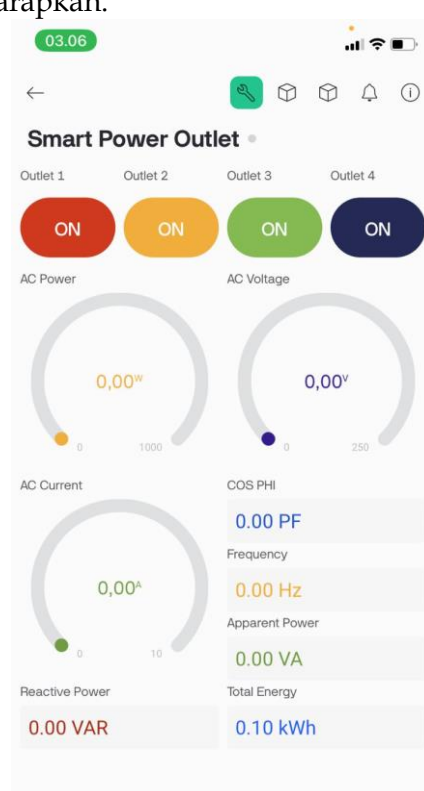 arapkan.
03.06
Smart Power Outlet
Outlet 1 Outlet 2 Outlet 3 Outlet 4
ON ON ON ON
AC Power AC Voltage
0,00W 0,00V
0 1000 0 250
AC Current COS PHI
0.00 PF
Frequency
0,00A 0.00 Hz
Apparent Power
0 10 0.00 VA
Reactive Power Total Energy
0.00 VAR 0.10 kWh